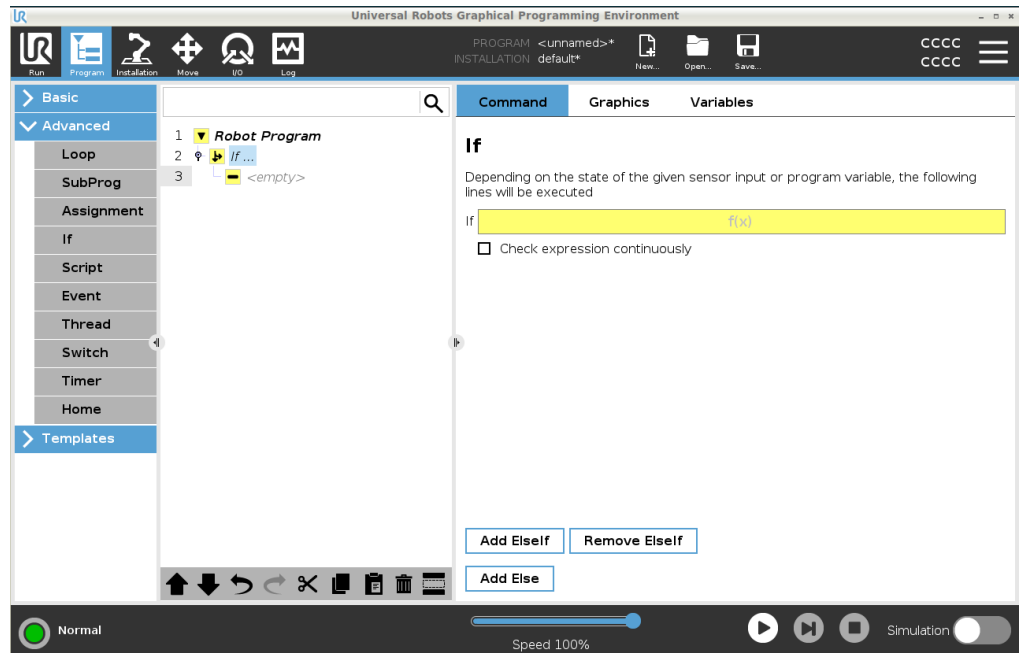 Universal Robots Graphical Programming Environment
PROGRAM <unnamed>*
INSTALLATION default*
Run
Program
Installation
Move
I/O
Log
New...
Open...
Save...
CCCC
CCCC
Basic
Advanced
Loop
SubProg
Assignment
If
Script
Event
Thread
Switch
Timer
Home
Templates
1 Robot Program
2 If ...
3 <empty>
Command Graphics Variables
If
Depending on the state of the given sensor input or program variable, the following
lines will be executed
If f(x)
Check expression continuously
Add ElseIf Remove ElseIf
Add Else
Normal
Speed 100%
Simulation